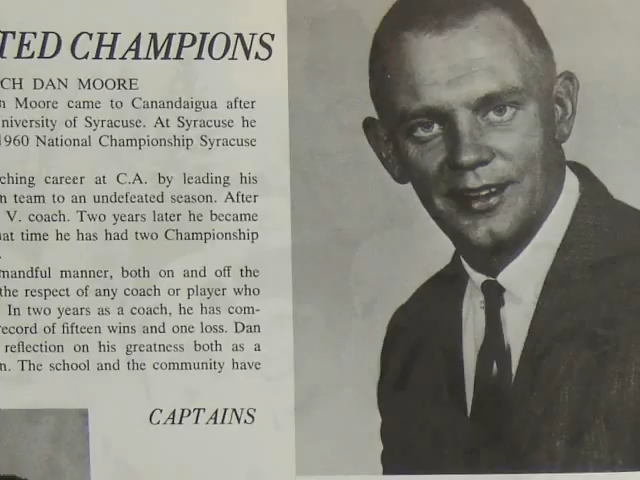 TED CHAMPIONS
CH DAN MOORE
n Moore came to Canandaigua after
niversity of Syracuse. At Syracuse he
1960 National Championship Syracuse
ching career at C.A. by leading his
n team to an undefeated season. After
V. coach. Two years later he became
at time he has had two Championship
.
mandful manner, both on and off the
the respect of any coach or player who
In two years as a coach, he has com-
ecord of fifteen wins and one loss. Dan
reflection on his greatness both as a
n. The school and the community have
CAPTAINS